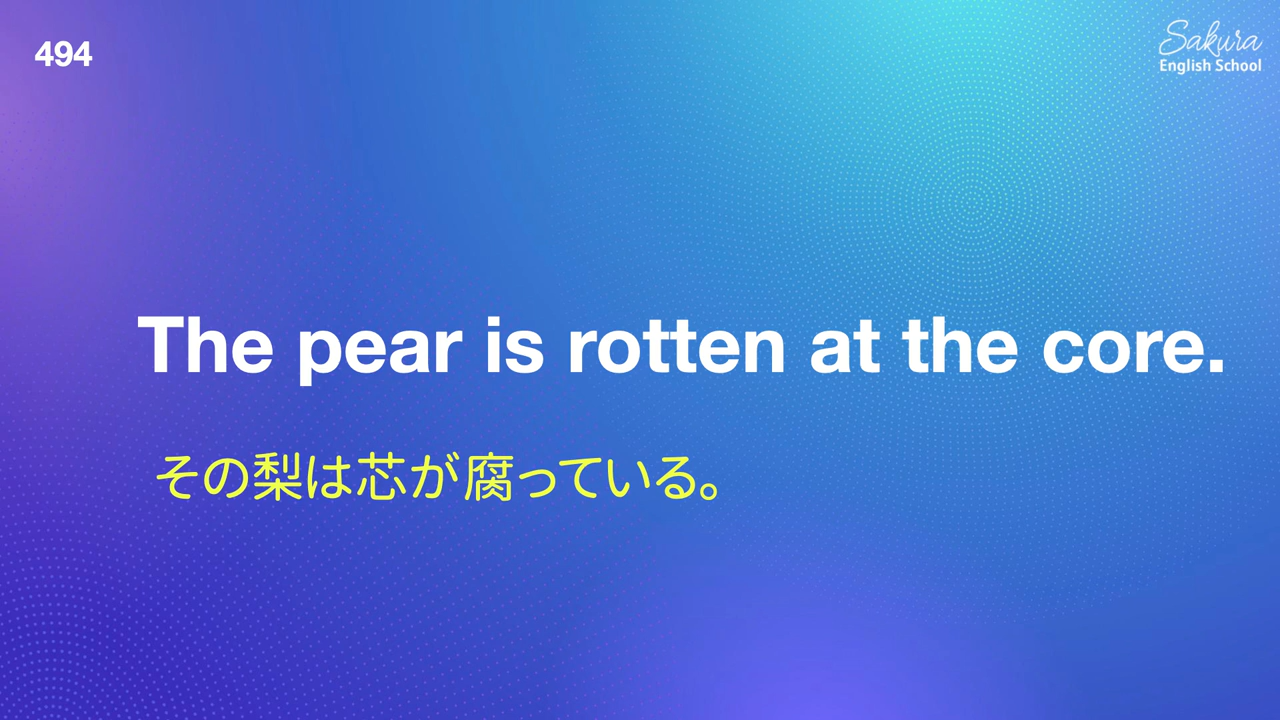 494
Sakura
English School
The pear is rotten at the core.
その梨は芯が腐っている。